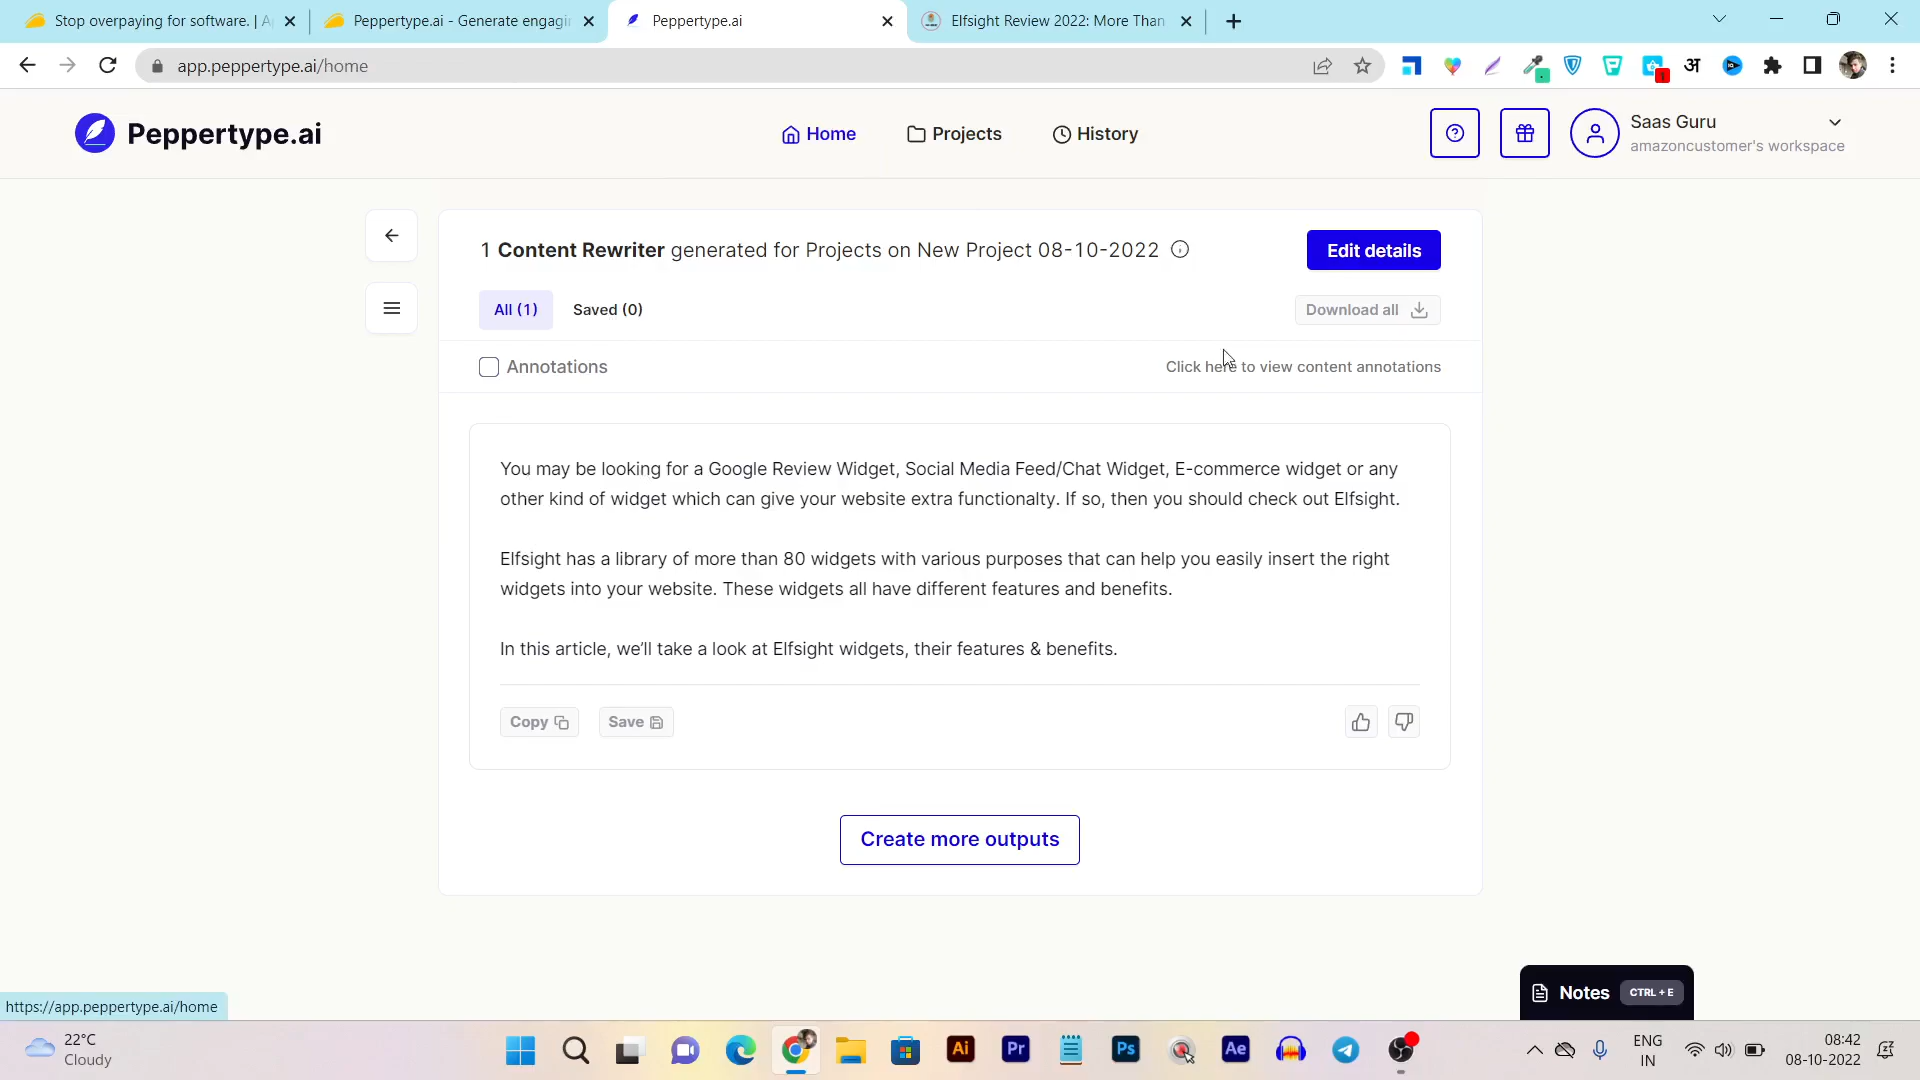 Stop overpaying for software. | A
Peppertype.ai - Generate engagin
Peppertype.ai
Elfsight Review 2022: More Than
app.peppertype.ai/home
Peppertype.ai
Home
Projects
History
Saas Guru
amazoncustomer's workspace
1 Content Rewriter generated for Projects on New Project 08-10-2022
Edit details
All (1)
Saved (0)
Download all
Annotations
Click here to view content annotations
You may be looking for a Google Review Widget, Social Media Feed/Chat Widget, E-commerce widget or any
other kind of widget which can give your website extra functionalty. If so, then you should check out Elfsight.
Elfsight has a library of more than 80 widgets with various purposes that can help you easily insert the right
widgets into your website. These widgets all have different features and benefits.
In this article, we'll take a look at Elfsight widgets, their features & benefits.
Copy
Save
Create more outputs
Notes
CTRL + E
https://app.peppertype.ai/home
22°C
Cloudy
Ai
Pr
Ps
Ae
ENG
IN
08:42
08-10-2022